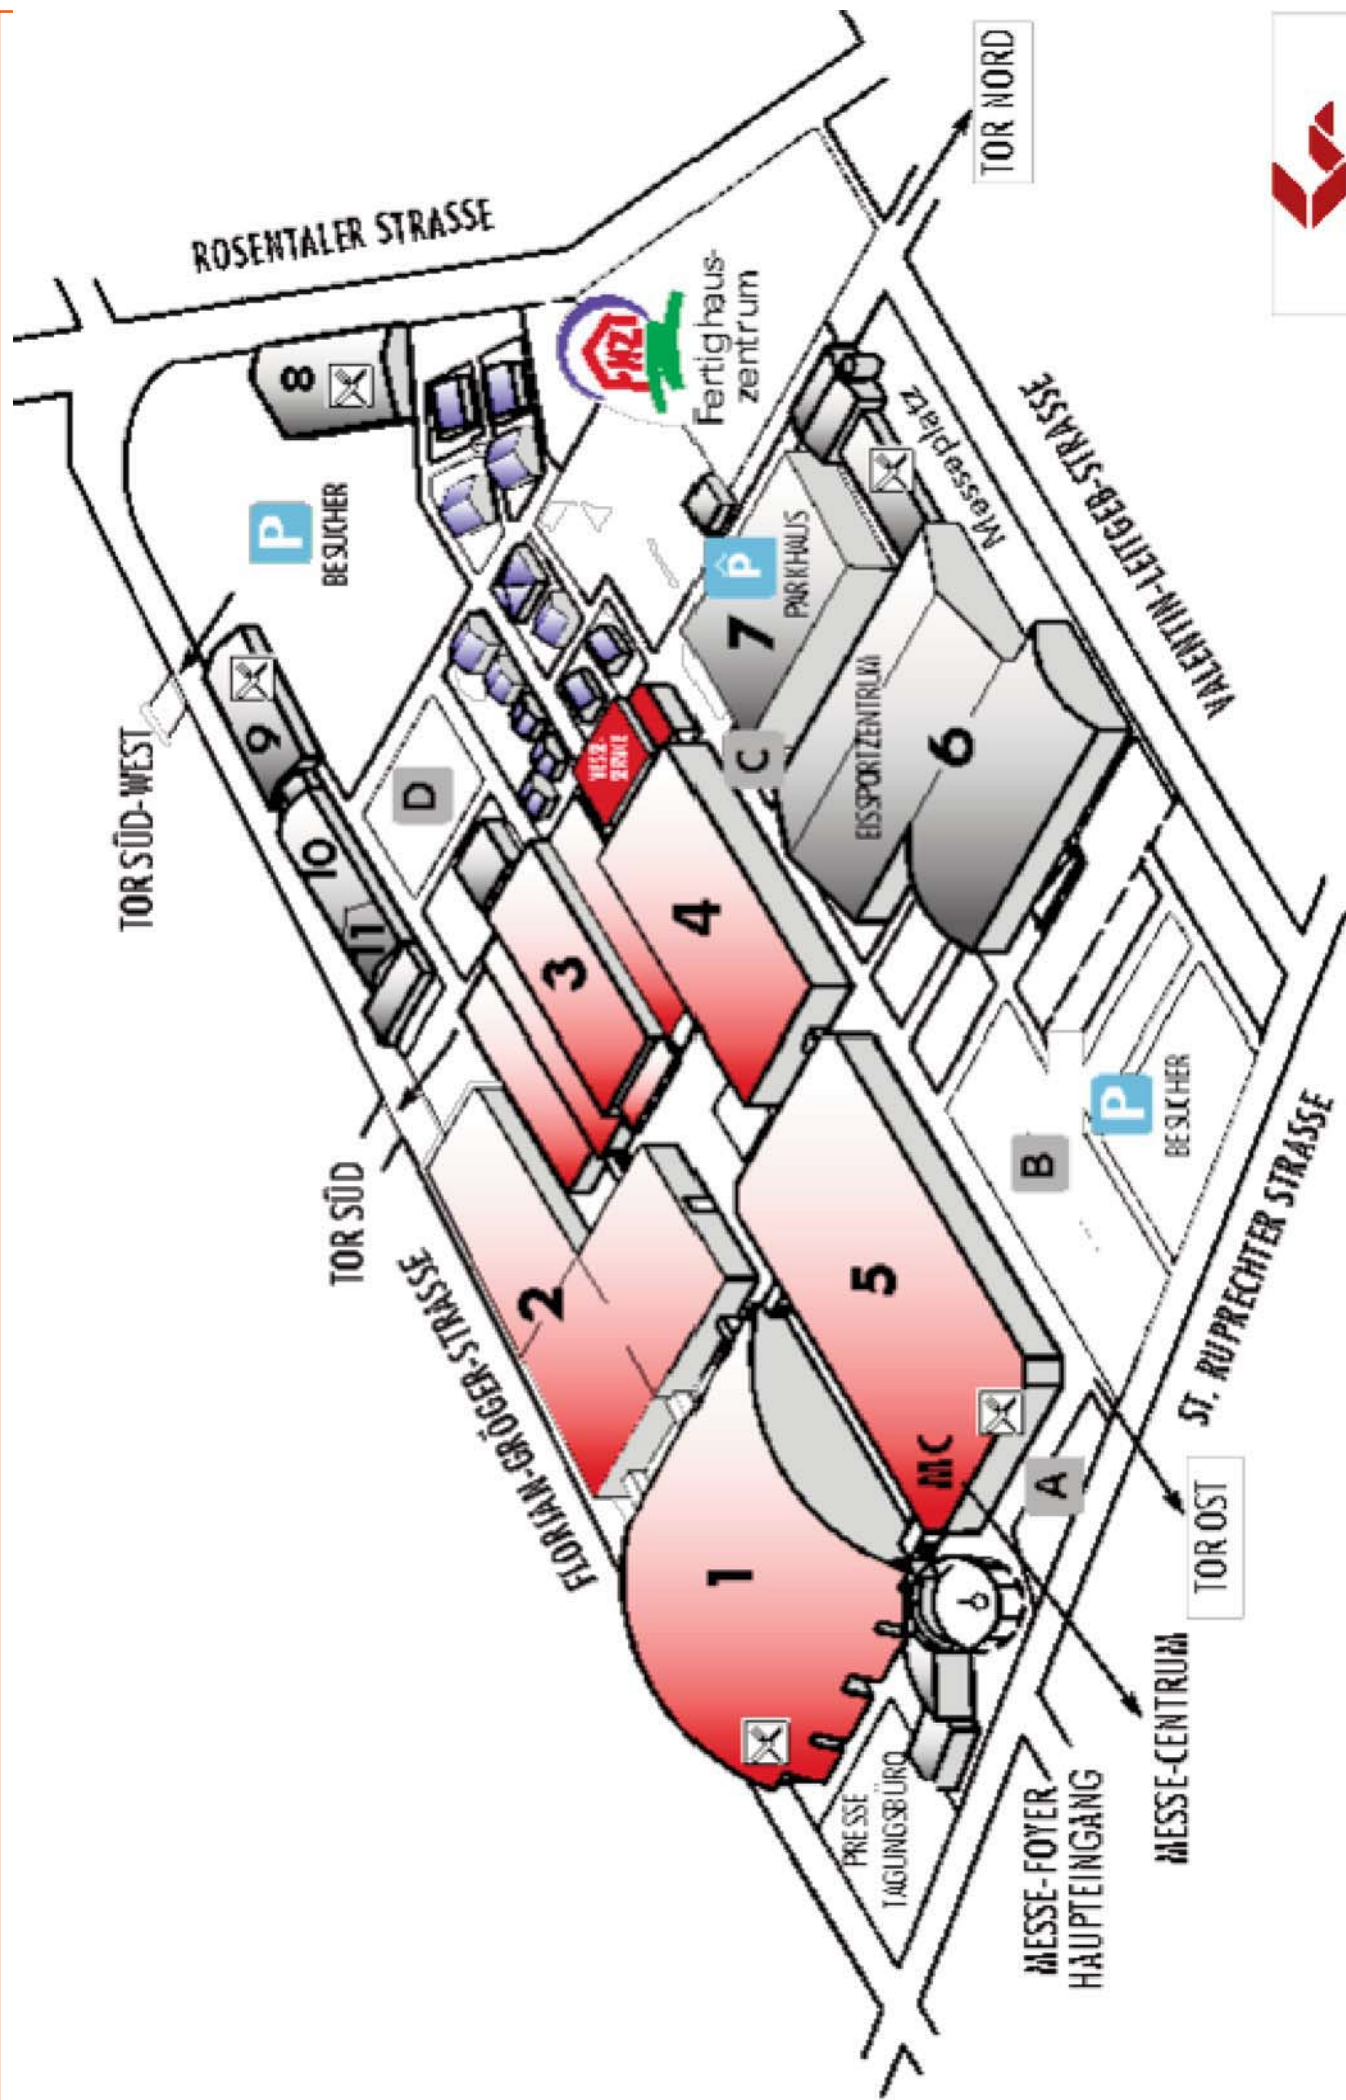 ROSENTALER STRASSE
TOR NORD
8
P
BESUCHER
FHZ
Fertighaus-
zentrum
Messeplatz
VALENTIN-LEITGEB-STRASSE
TOR SÜD-WEST
9
10
11
D
P
PARKHAUS
7
C
EISSPORTZENTRUM
6
MESSE-
SERVICE
3
4
TOR SÜD
FLORIAN-GRÖGER-STRASSE
2
5
MC
B
P
BESUCHER
ST. RUPRECHTER STRASSE
A
TOR OST
1
PRESSE
TAGUNGSBÜRO
MESSE-FOYER
HAUPTEINGANG
MESSE-CENTRUM